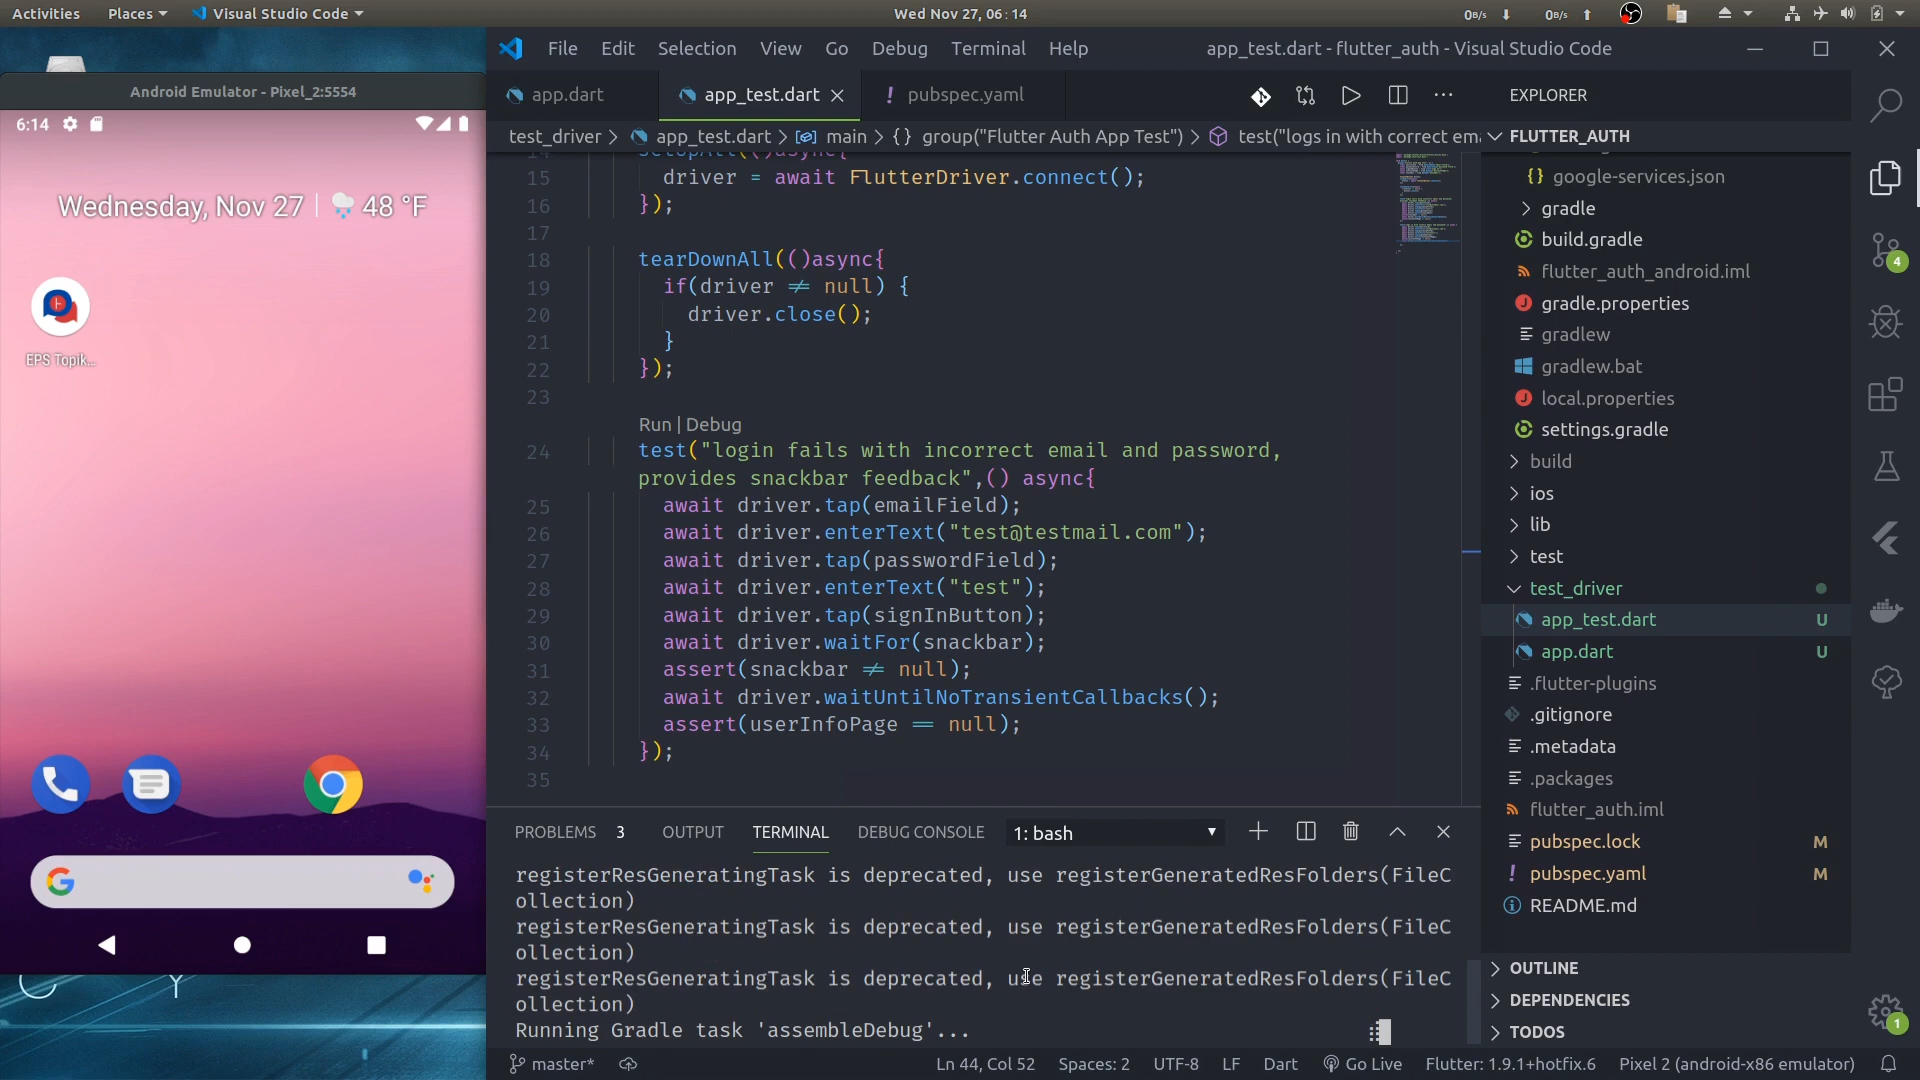 Activities Places Visual Studio Code Wed Nov 27, 06:14 0B/s 0B/s
File Edit Selection View Go Debug Terminal Help app_test.dart - flutter_auth - Visual Studio Code
Android Emulator - Pixel_2:5554
6:14
Wednesday, Nov 27 | 48 °F
EPS Topik...
app.dart app_test.dart pubspec.yaml
test_driver > app_test.dart > main > {} group("Flutter Auth App Test") > test("logs in with correct ema
14 setupAll(()async{
15 driver = await FlutterDriver.connect();
16 });
17
18 tearDownAll(()async{
19 if(driver ≠ null) {
20 driver.close();
21 }
22 });
23
Run | Debug
24 test("login fails with incorrect email and password,
provides snackbar feedback",() async{
25 await driver.tap(emailField);
26 await driver.enterText("test@testmail.com");
27 await driver.tap(passwordField);
28 await driver.enterText("test");
29 await driver.tap(signInButton);
30 await driver.waitFor(snackbar);
31 assert(snackbar ≠ null);
32 await driver.waitUntilNoTransientCallbacks();
33 assert(userInfoPage == null);
34 });
35
PROBLEMS 3 OUTPUT TERMINAL DEBUG CONSOLE 1: bash
registerResGeneratingTask is deprecated, use registerGeneratedResFolders(FileC
ollection)
registerResGeneratingTask is deprecated, use registerGeneratedResFolders(FileC
ollection)
registerResGeneratingTask is deprecated, use registerGeneratedResFolders(FileC
ollection)
Running Gradle task 'assembleDebug'...
EXPLORER
FLUTTER_AUTH
{} google-services.json
gradle
build.gradle
flutter_auth_android.iml
gradle.properties
gradlew
gradlew.bat
local.properties
settings.gradle
build
ios
lib
test
test_driver
app_test.dart U
app.dart U
.flutter-plugins
.gitignore
.metadata
.packages
flutter_auth.iml
pubspec.lock M
! pubspec.yaml M
README.md
OUTLINE
DEPENDENCIES
TODOS
4
1
master* Ln 44, Col 52 Spaces: 2 UTF-8 LF Dart Go Live Flutter: 1.9.1+hotfix.6 Pixel 2 (android-x86 emulator)